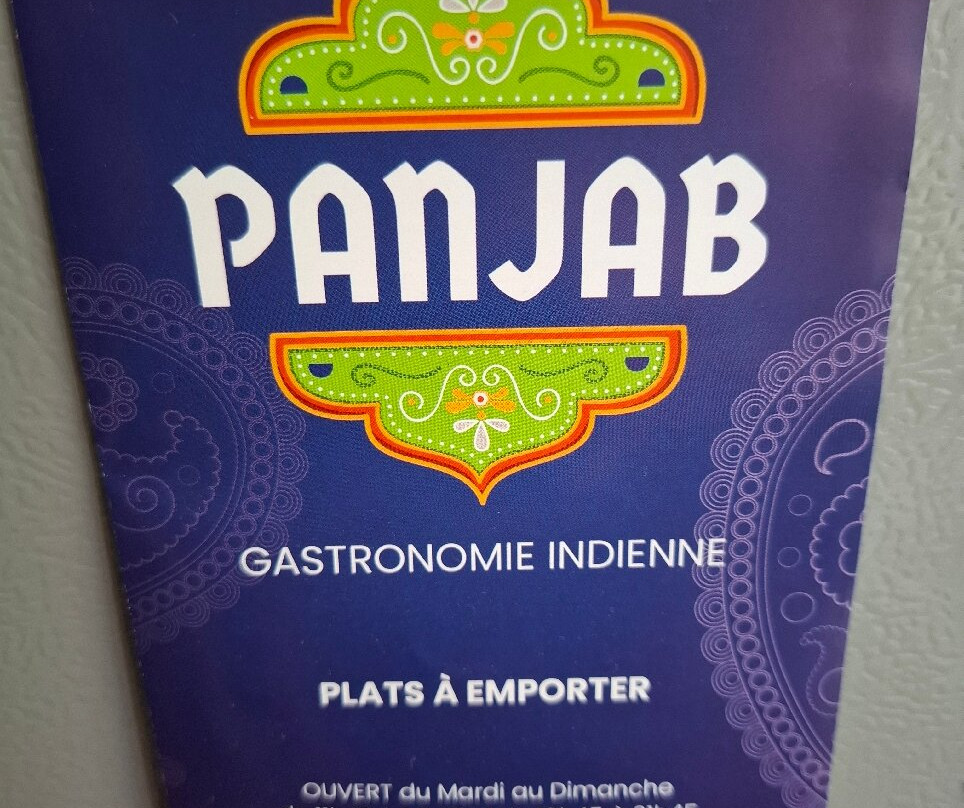 PANJAB
GASTRONOMIE INDIENNE
PLATS À EMPORTER
OUVERT du Mardi au Dimanche